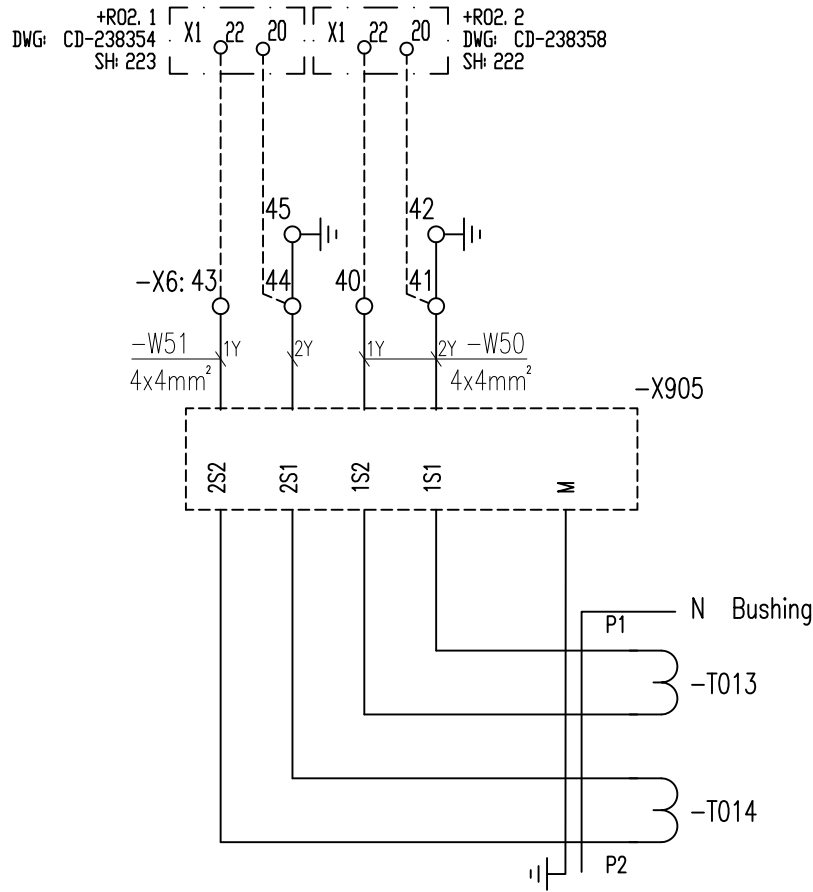 +R02. 1
DWG: CD-238354
SH: 223
X1 22 20
X1 22 20
+R02. 2
DWG: CD-238358
SH: 222
45
42
-X6: 43 44 40 41
-W51 1Y 2Y 1Y 2Y -W50
4x4mm²
4x4mm²
-X905
2S2 2S1 1S2 1S1 M
N Bushing
P1
-T013
-T014
P2